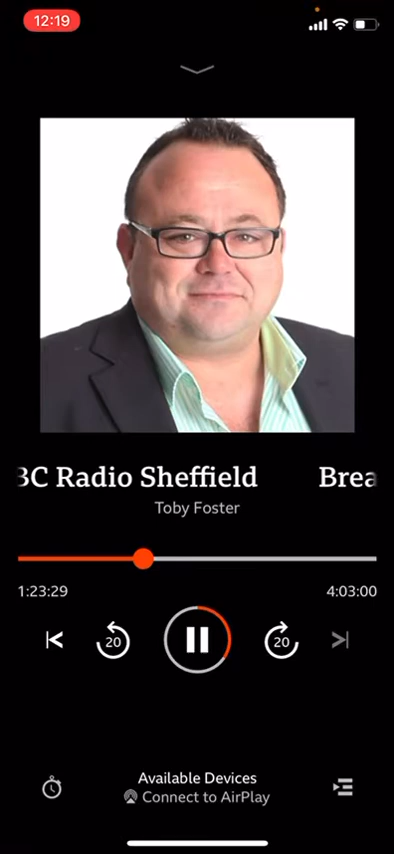 12:19
BC Radio Sheffield Brea
Toby Foster
1:23:29 4:03:00
20 20
Available Devices
Connect to AirPlay